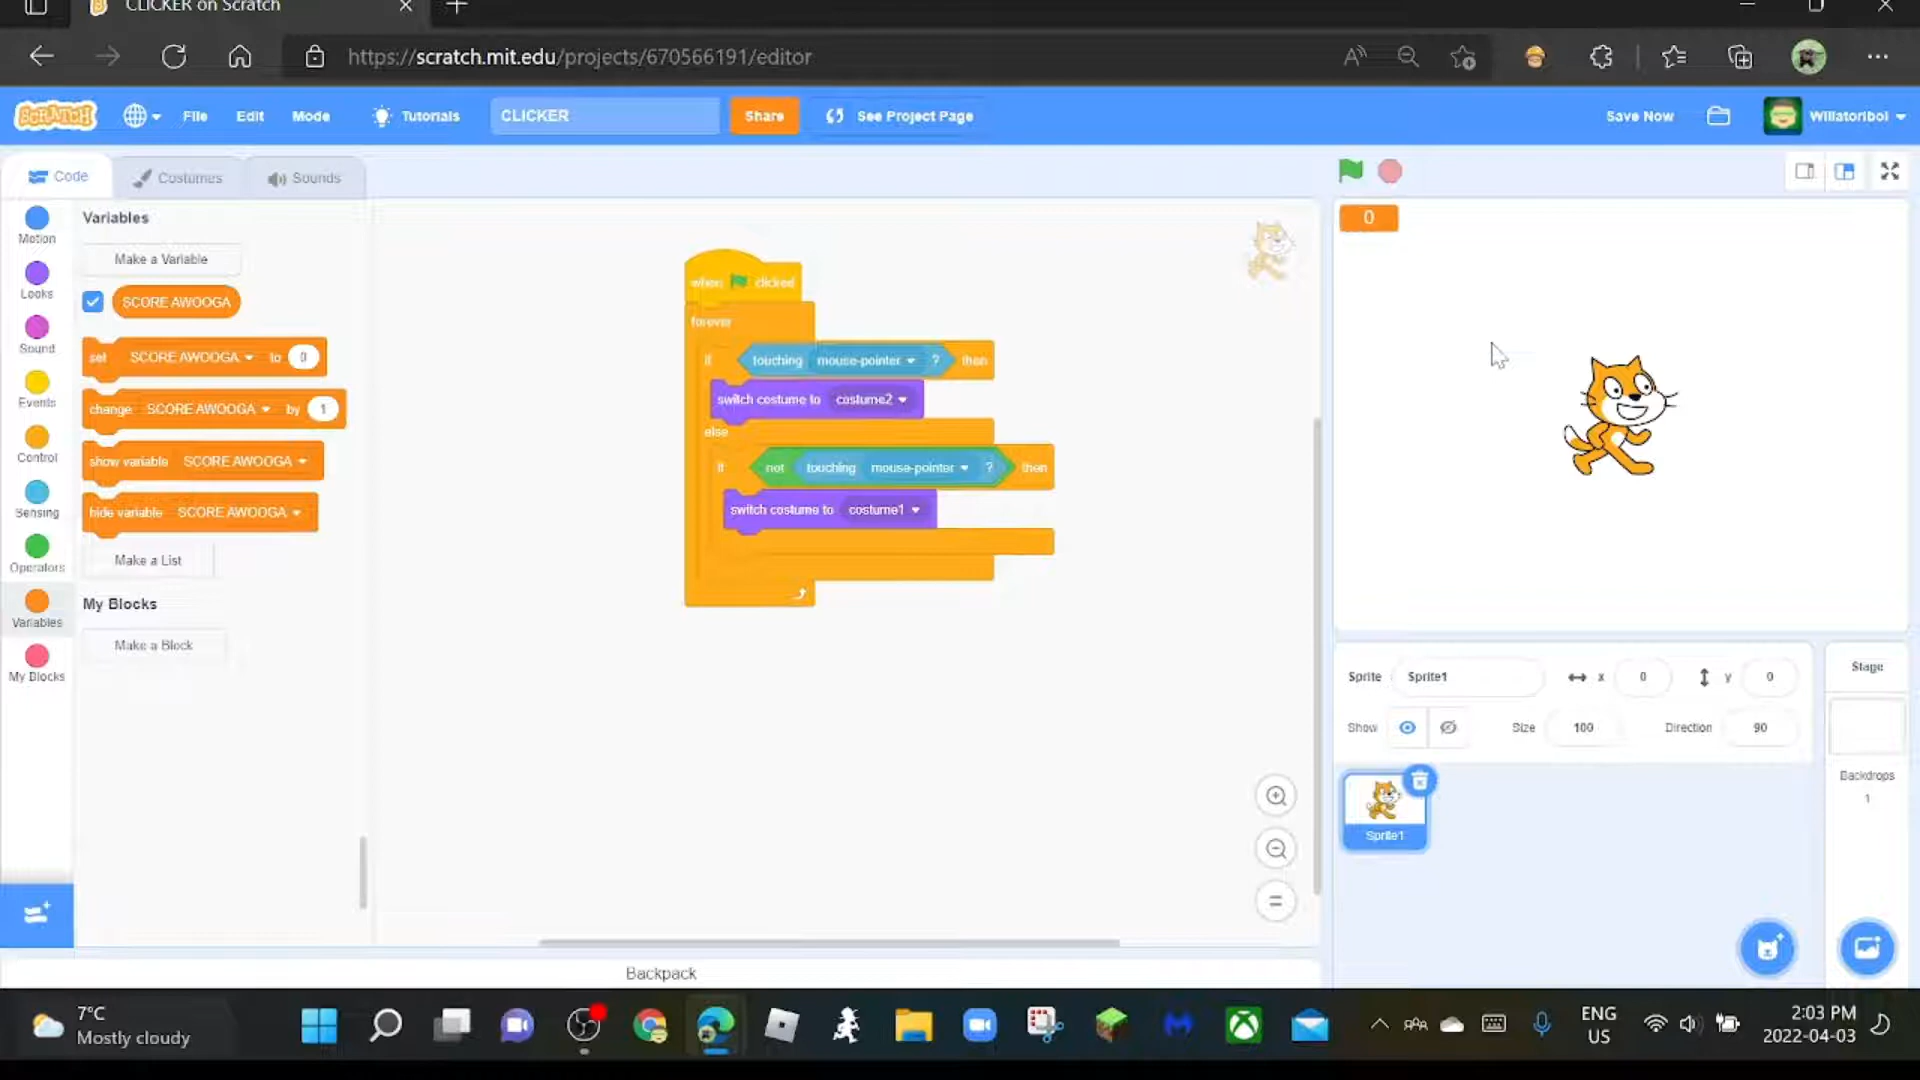 CLICKER on Scratch
https://scratch.mit.edu/projects/670566191/editor
SCRATCH
File
Edit
Mode
Tutorials
CLICKER
Share
See Project Page
Save Now
Willatoriboi
Code
Costumes
Sounds
Motion
Looks
Sound
Events
Control
Sensing
Operators
Variables
My Blocks
Variables
Make a Variable
SCORE AWOOGA
set SCORE AWOOGA to 0
change SCORE AWOOGA by 1
show variable SCORE AWOOGA
hide variable SCORE AWOOGA
Make a List
My Blocks
Make a Block
when clicked
forever
if touching mouse-pointer ? then
switch costume to costume2
else
if not touching mouse-pointer ? then
switch costume to costume1
0
Sprite
Sprite1
x 0
y 0
Show
Size 100
Direction 90
Sprite1
Stage
Backdrops
1
Backpack
7°C
Mostly cloudy
ENG
US
2:03 PM
2022-04-03